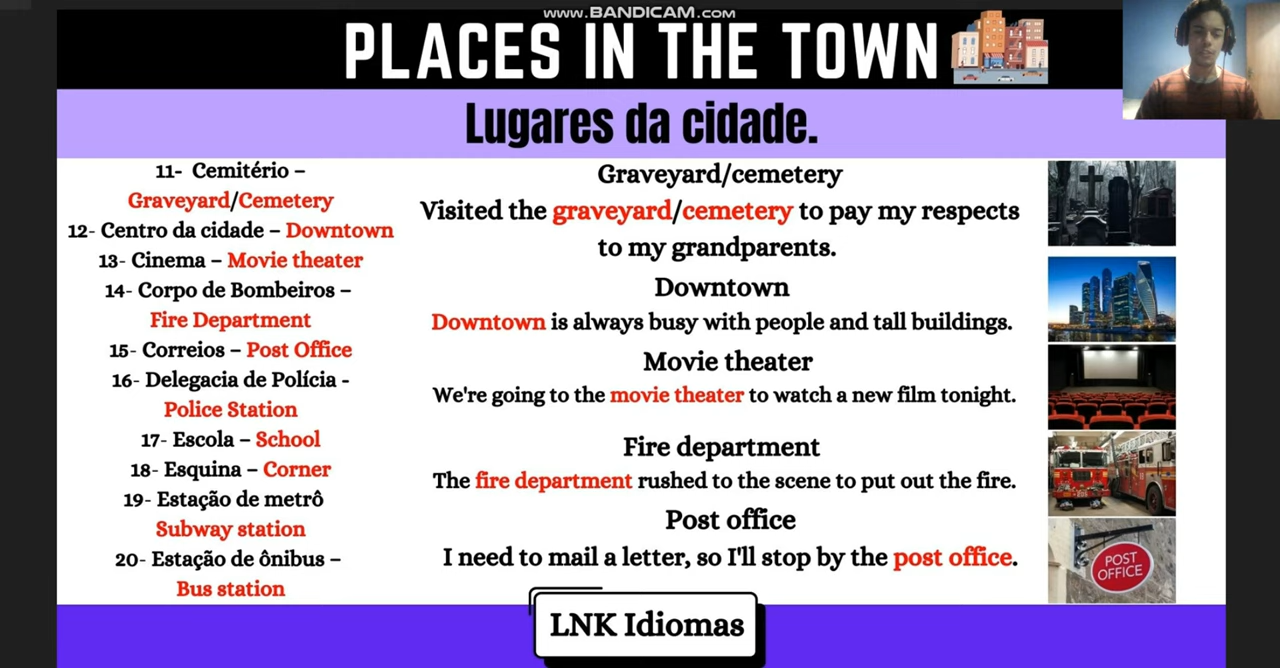 www.BANDICAM.com
PLACES IN THE TOWN
Lugares da cidade.
11- Cemitério –
Graveyard/Cemetery
12- Centro da cidade – Downtown
13- Cinema – Movie theater
14- Corpo de Bombeiros –
Fire Department
15- Correios – Post Office
16- Delegacia de Polícia -
Police Station
17- Escola – School
18- Esquina – Corner
19- Estação de metrô
Subway station
20- Estação de ônibus –
Bus station
Graveyard/cemetery
Visited the graveyard/cemetery to pay my respects
to my grandparents.
Downtown
Downtown is always busy with people and tall buildings.
Movie theater
We're going to the movie theater to watch a new film tonight.
Fire department
The fire department rushed to the scene to put out the fire.
Post office
I need to mail a letter, so I'll stop by the post office.
POST
OFFICE
LNK Idiomas